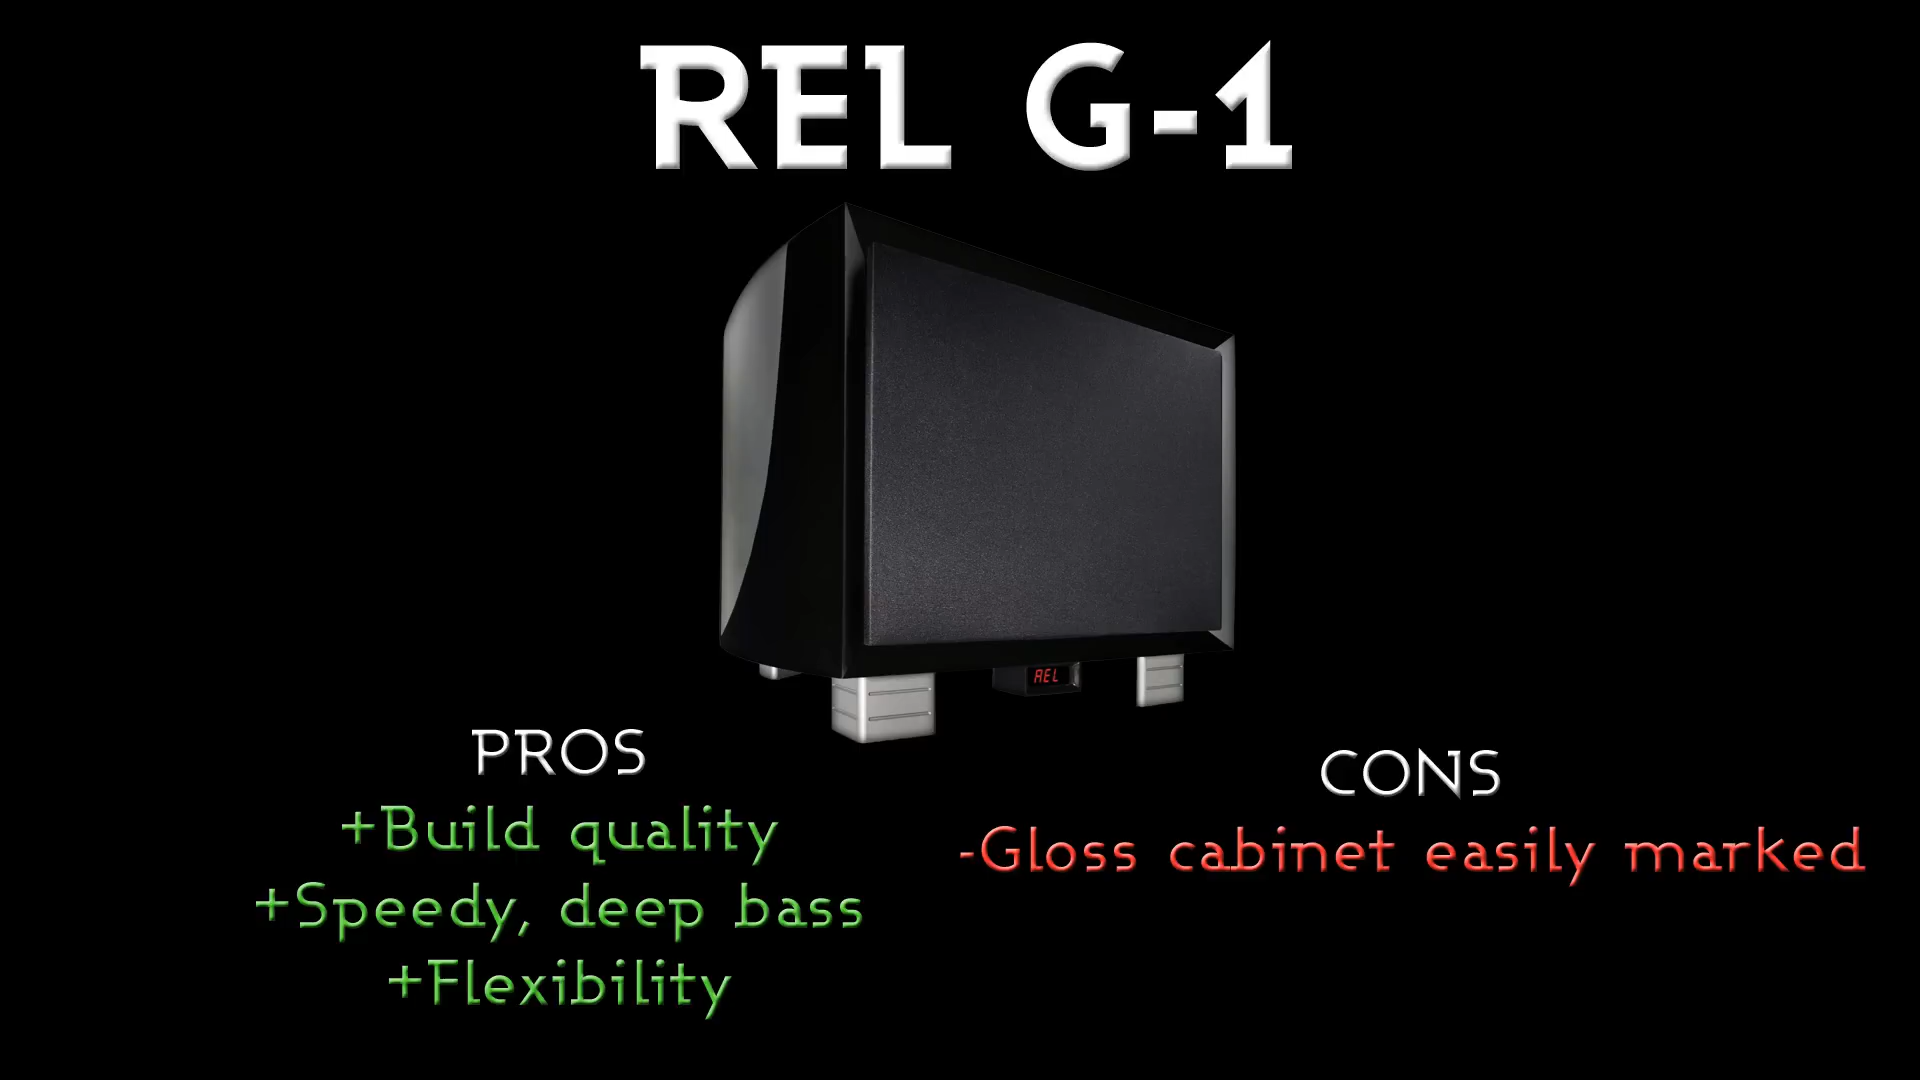 REL G-1
REL
PROS
+Build quality
+Speedy, deep bass
+Flexibility
CONS
-Gloss cabinet easily marked